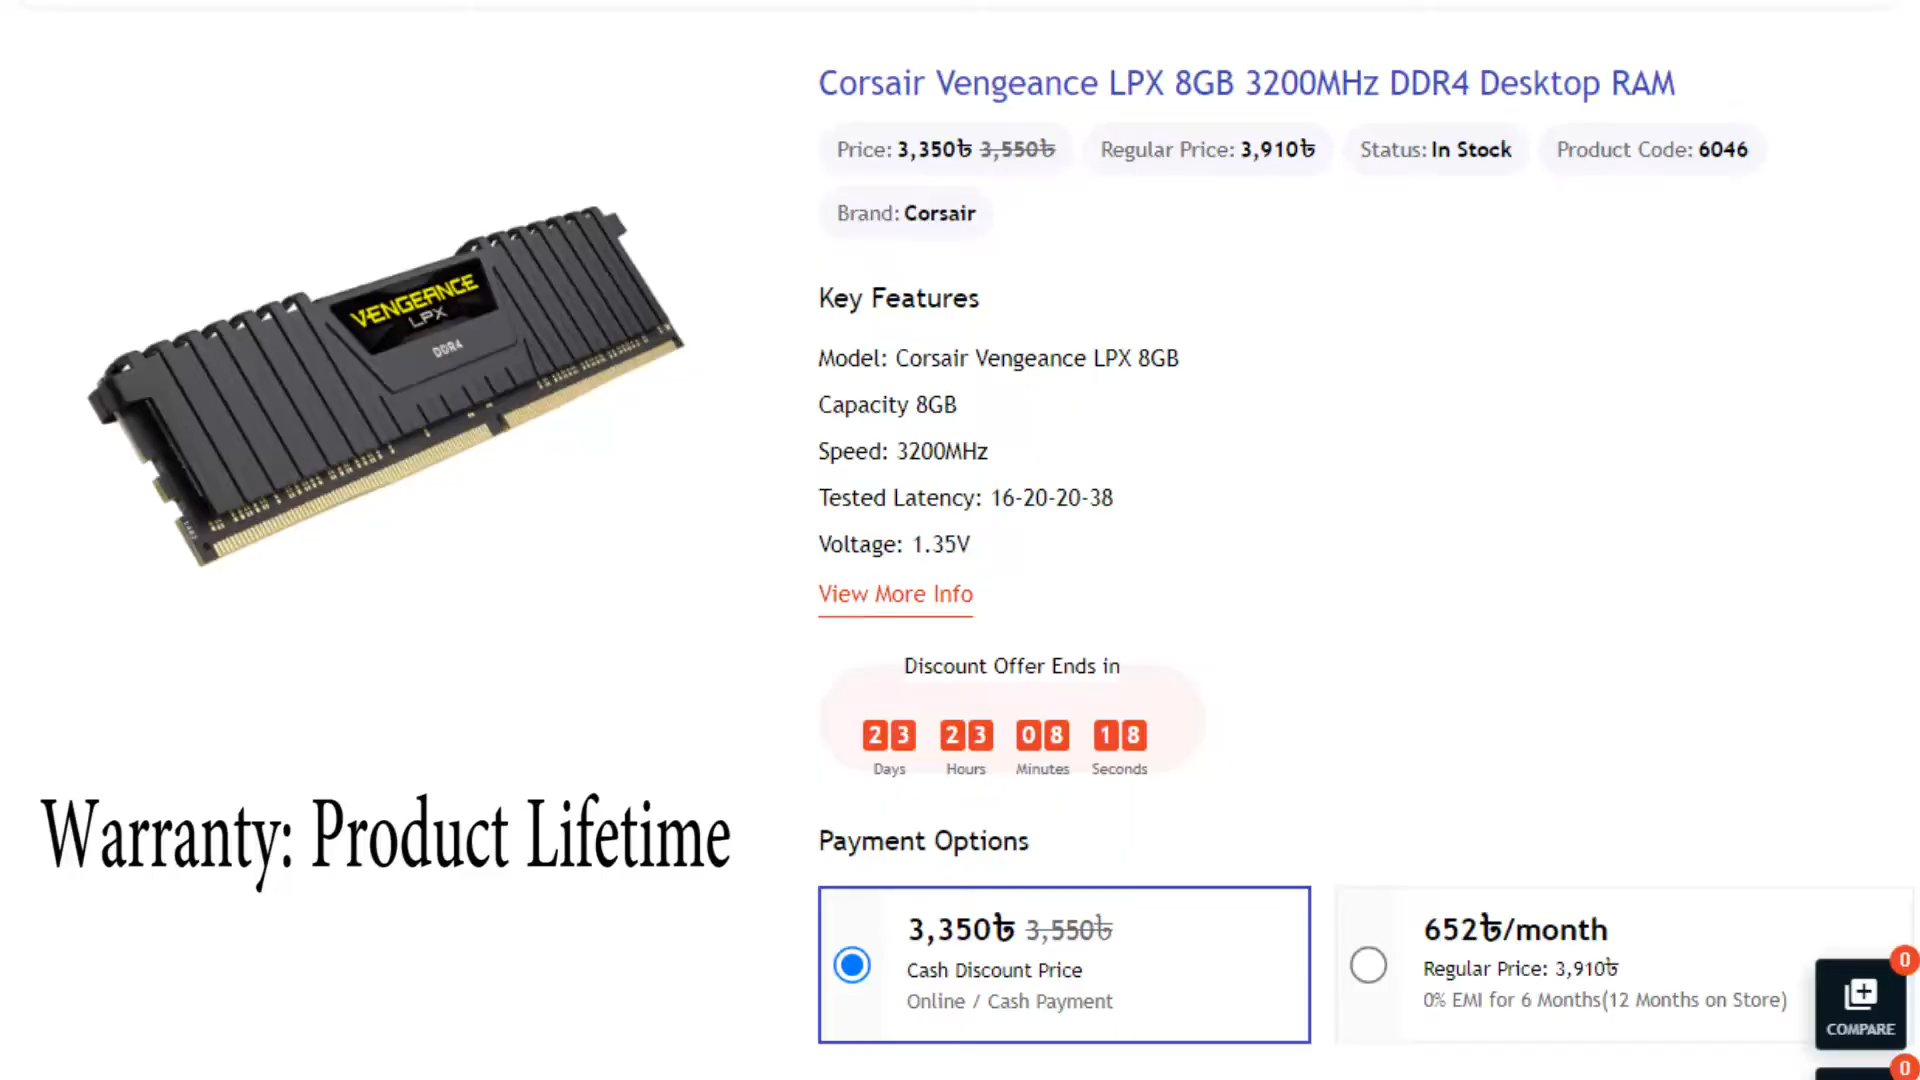 Corsair Vengeance LPX 8GB 3200MHz DDR4 Desktop RAM
Price: 3,350৳ 3,550৳ Regular Price: 3,910৳ Status: In Stock Product Code: 6046
Brand: Corsair
VENGEANCE
LPX
DDR4
Key Features
Model: Corsair Vengeance LPX 8GB
Capacity 8GB
Speed: 3200MHz
Tested Latency: 16-20-20-38
Voltage: 1.35V
View More Info
Discount Offer Ends in
23 23 08 18
Days Hours Minutes Seconds
Warranty: Product Lifetime
Payment Options
3,350৳ 3,550৳
Cash Discount Price
Online / Cash Payment
652৳/month
Regular Price: 3,910৳
0% EMI for 6 Months(12 Months on Store)
0
COMPARE
0